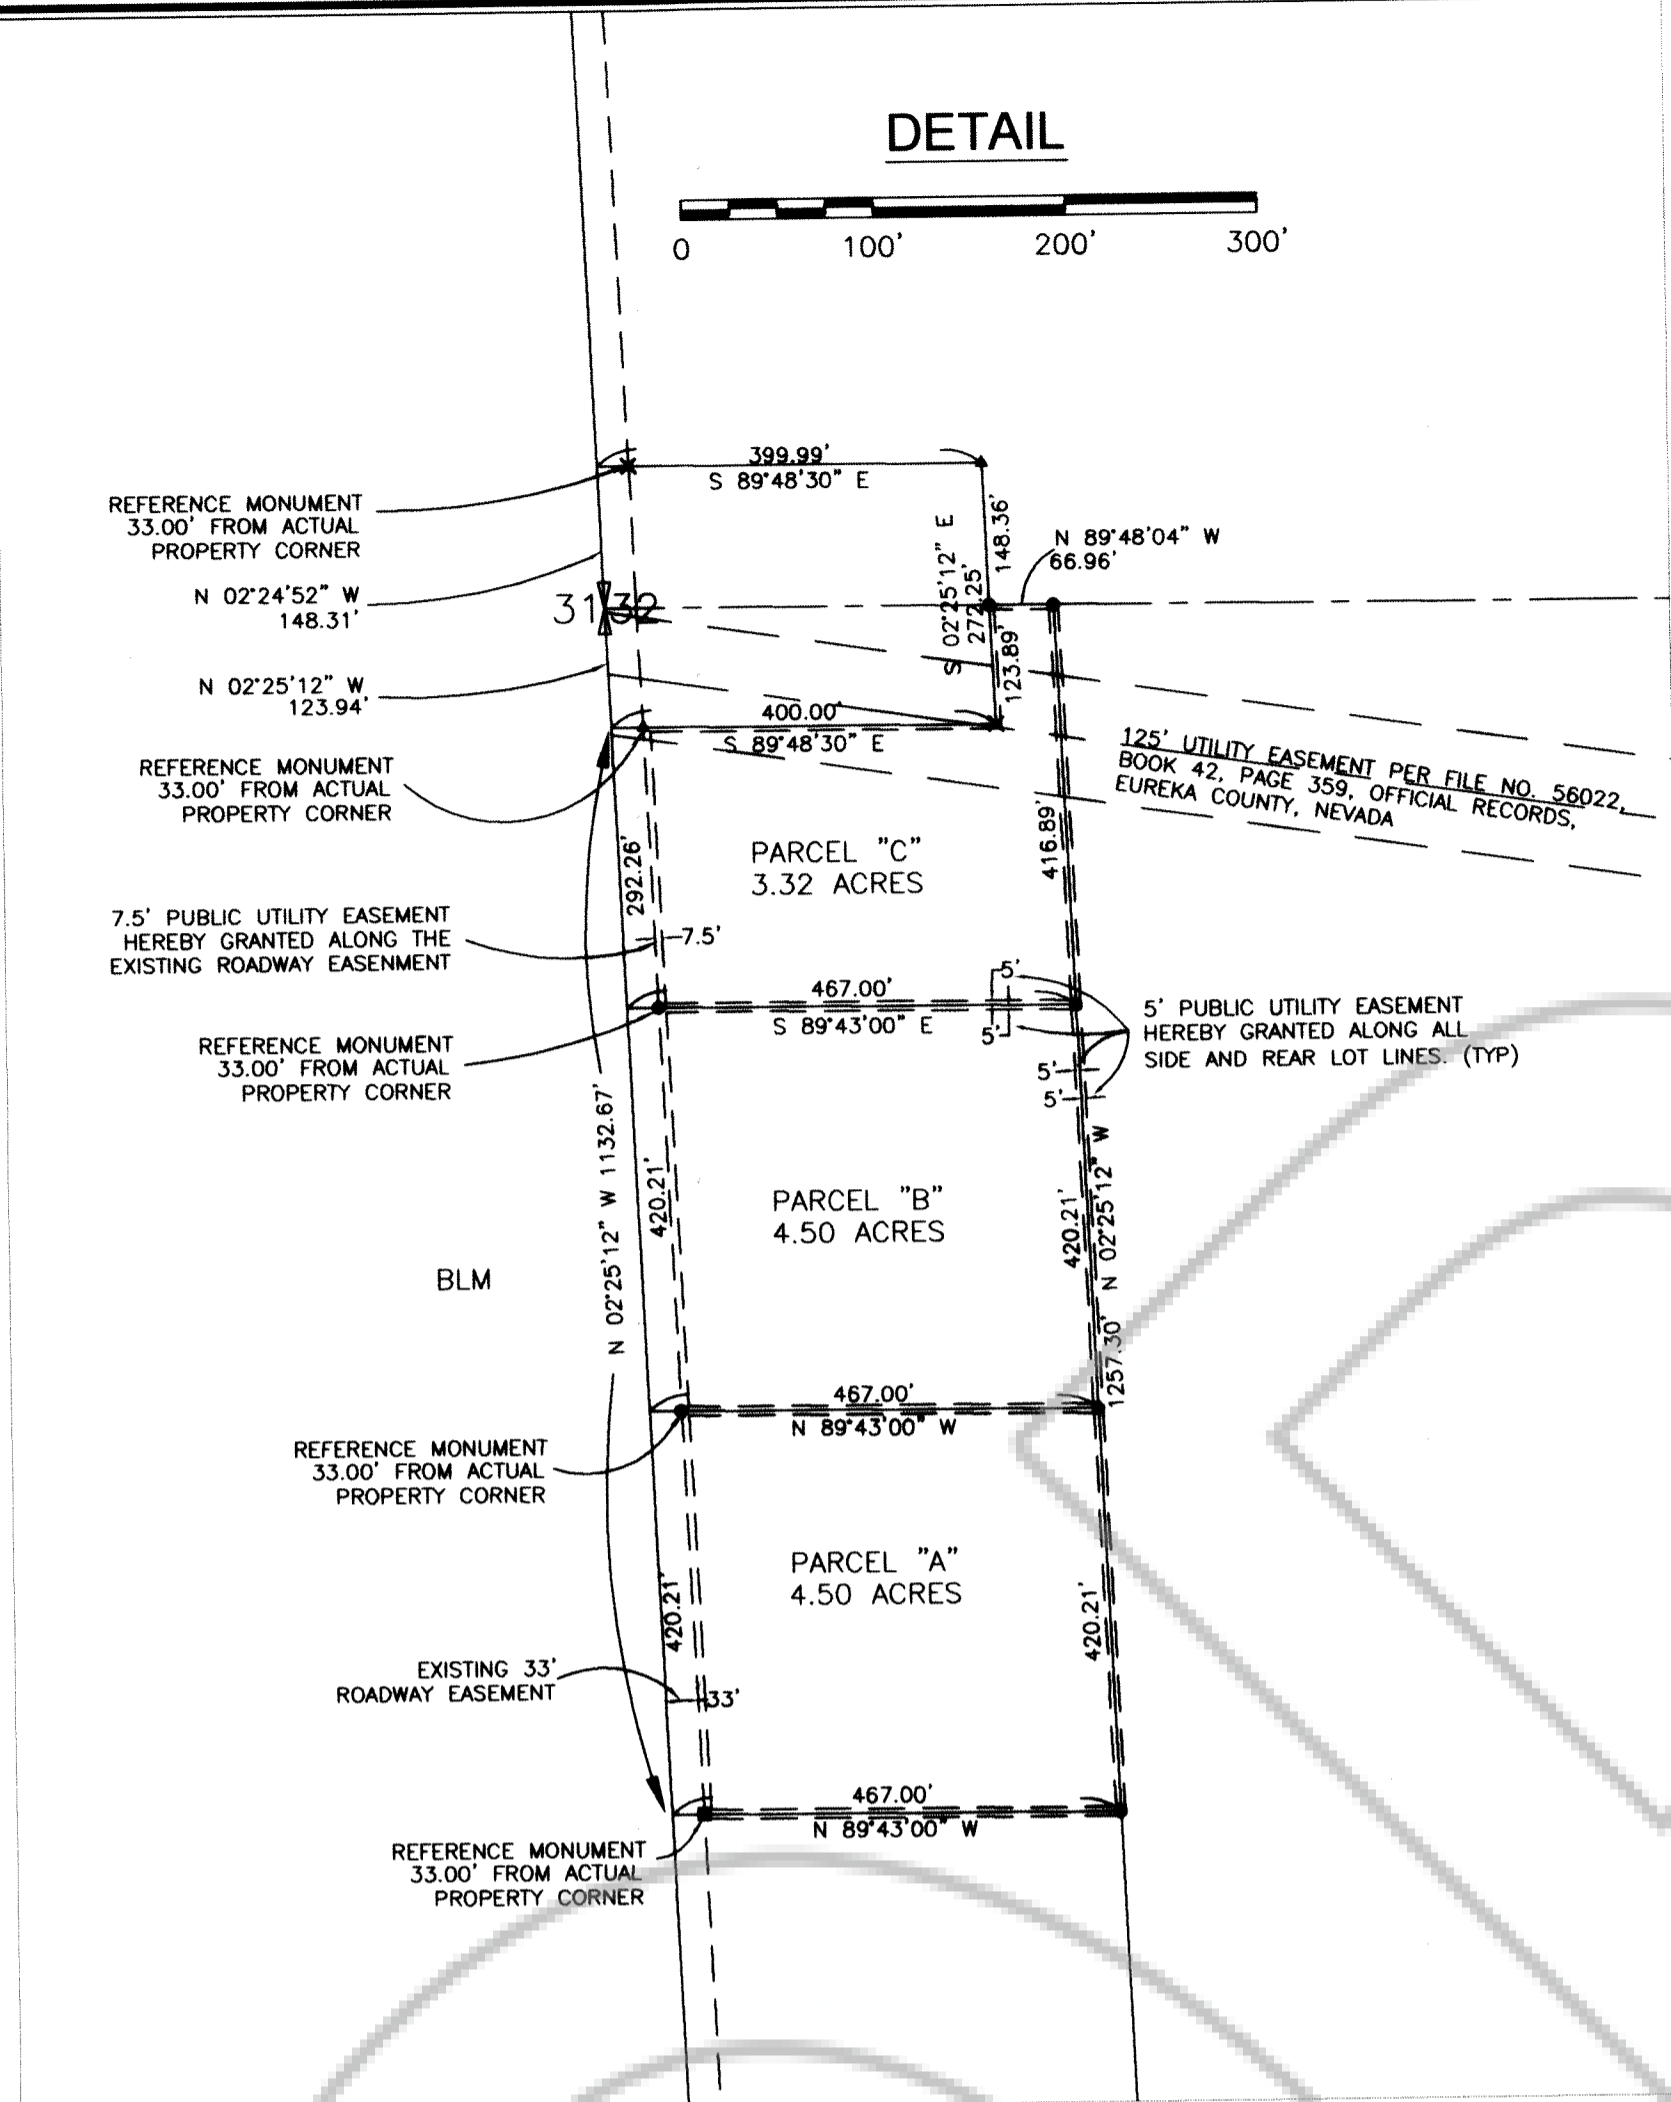 DETAIL
0 100' 200' 300'
399.99'
S 89°48'30" E
REFERENCE MONUMENT
33.00' FROM ACTUAL
PROPERTY CORNER
N 02°24'52" W
148.31'
S 02°25'12" E
272.25'
148.36'
123.89'
N 89°48'04" W
66.96'
31 32
N 02°25'12" W
123.94'
400.00'
S 89°48'30" E
125' UTILITY EASEMENT PER FILE NO. 56022,
BOOK 42, PAGE 359, OFFICIAL RECORDS,
EUREKA COUNTY, NEVADA
REFERENCE MONUMENT
33.00' FROM ACTUAL
PROPERTY CORNER
292.26'
PARCEL "C"
3.32 ACRES
416.89'
7.5' PUBLIC UTILITY EASEMENT
HEREBY GRANTED ALONG THE
EXISTING ROADWAY EASENMENT
7.5'
467.00'
S 89°43'00" E
5'
5'
5'
5'
5' PUBLIC UTILITY EASEMENT
HEREBY GRANTED ALONG ALL
SIDE AND REAR LOT LINES. (TYP)
REFERENCE MONUMENT
33.00' FROM ACTUAL
PROPERTY CORNER
N 02°25'12" W 1132.67'
420.21'
PARCEL "B"
4.50 ACRES
420.21'
1257.30' N 02°25'12" W
BLM
467.00'
N 89°43'00" W
REFERENCE MONUMENT
33.00' FROM ACTUAL
PROPERTY CORNER
420.21'
PARCEL "A"
4.50 ACRES
420.21'
EXISTING 33'
ROADWAY EASEMENT
33'
467.00'
N 89°43'00" W
REFERENCE MONUMENT
33.00' FROM ACTUAL
PROPERTY CORNER